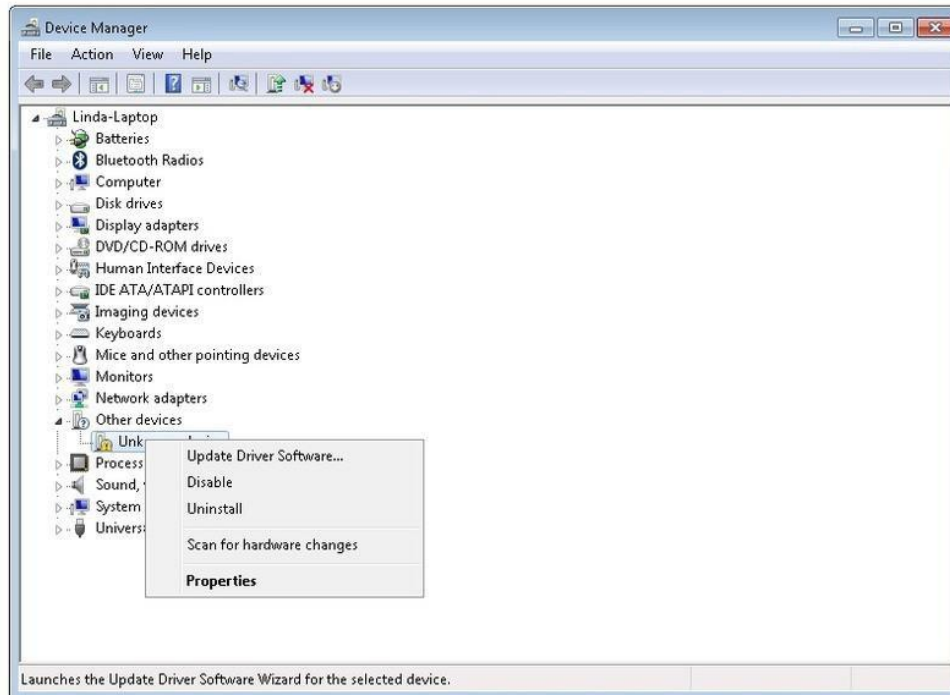 Device Manager
File Action View Help
Linda-Laptop
Batteries
Bluetooth Radios
Computer
Disk drives
Display adapters
DVD/CD-ROM drives
Human Interface Devices
IDE ATA/ATAPI controllers
Imaging devices
Keyboards
Mice and other pointing devices
Monitors
Network adapters
Other devices
Unk
Process
Sound,
System
Univers
Update Driver Software...
Disable
Uninstall
Scan for hardware changes
Properties
Launches the Update Driver Software Wizard for the selected device.